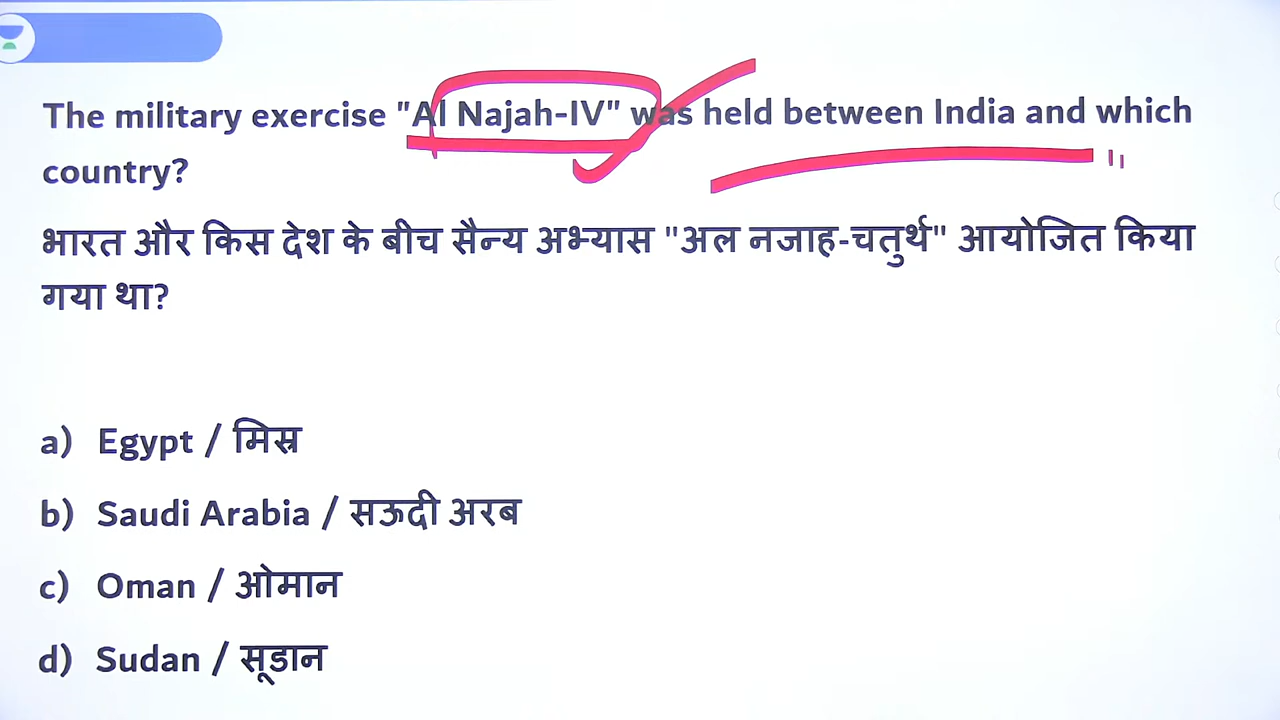 The military exercise "Al Najah-IV" was held between India and which
country?
भारत और किस देश के बीच सैन्य अभ्यास "अल नजाह-चतुर्थ" आयोजित किया
गया था?
a) Egypt / मिस्र
b) Saudi Arabia / सऊदी अरब
c) Oman / ओमान
d) Sudan / सूडान